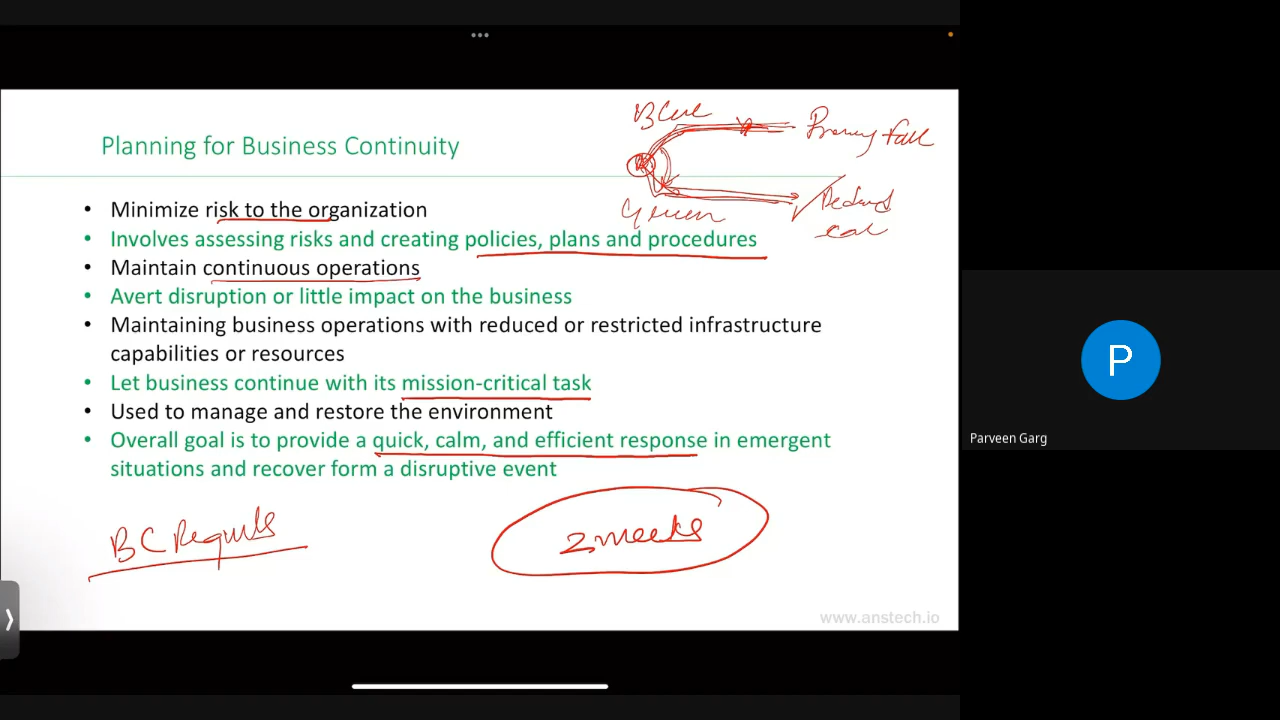 Planning for Business Continuity
Blue
Green
• Minimize risk to the organization
• Involves assessing risks and creating policies, plans and procedures
• Maintain continuous operations
• Avert disruption or little impact on the business
• Maintaining business operations with reduced or restricted infrastructure
capabilities or resources
• Let business continue with its mission-critical task
• Used to manage and restore the environment
• Overall goal is to provide a quick, calm, and efficient response in emergent
situations and recover form a disruptive event
BC
2 weeks
www.anstech.io
P
Parveen Garg